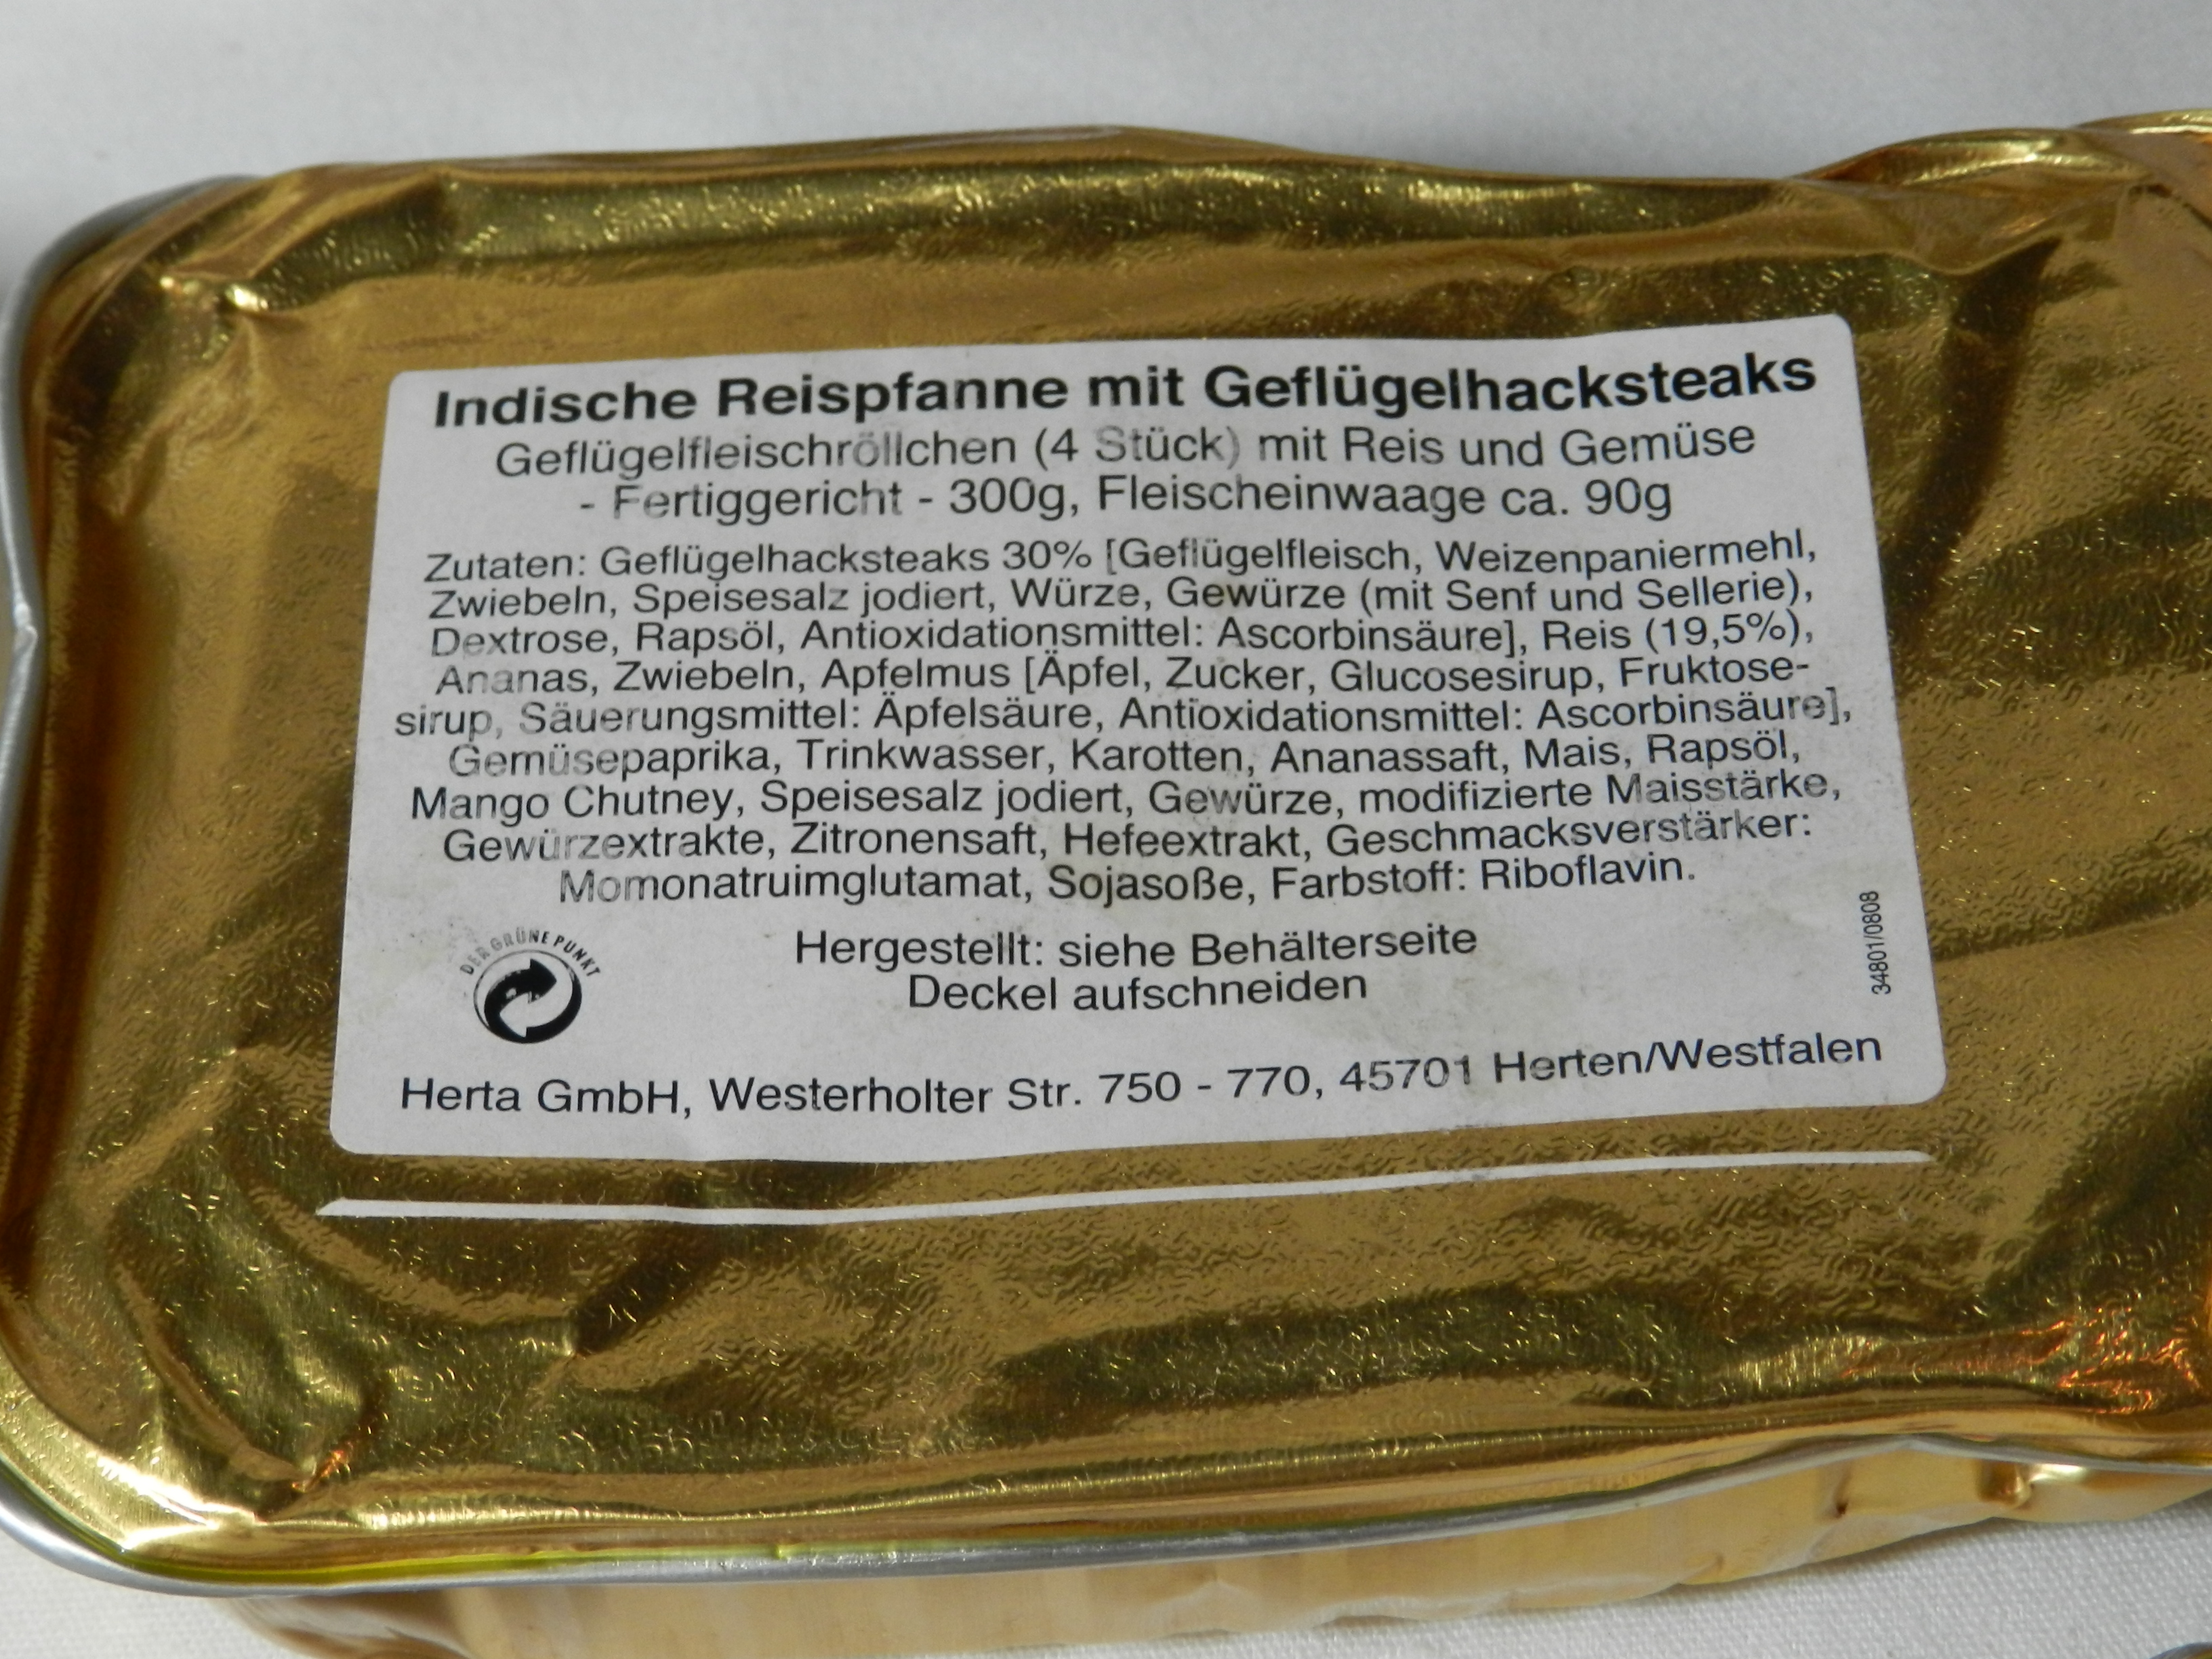 Indische Reispfanne mit Geflügelhacksteaks
Geflügelfleischröllchen (4 Stück) mit Reis und Gemüse
- Fertiggericht - 300g, Fleischeinwaage ca. 90g
Zutaten: Geflügelhacksteaks 30% [Geflügelfleisch, Weizenpaniermehl,
Zwiebeln, Speisesalz jodiert, Würze, Gewürze (mit Senf und Sellerie),
Dextrose, Rapsöl, Antioxidationsmittel: Ascorbinsäure], Reis (19,5%),
Ananas, Zwiebeln, Apfelmus [Äpfel, Zucker, Glucosesirup, Fruktose-
sirup, Säuerungsmittel: Äpfelsäure, Antioxidationsmittel: Ascorbinsäure],
Gemüsepaprika, Trinkwasser, Karotten, Ananassaft, Mais, Rapsöl,
Mango Chutney, Speisesalz jodiert, Gewürze, modifizierte Maisstärke,
Gewürzextrakte, Zitronensaft, Hefeextrakt, Geschmacksverstärker:
Momonatruimglutamat, Sojasoße, Farbstoff: Riboflavin.
DER GRÜNE PUNKT
Hergestellt: siehe Behälterseite
Deckel aufschneiden
34801/0808
Herta GmbH, Westerholter Str. 750 - 770, 45701 Herten/Westfalen